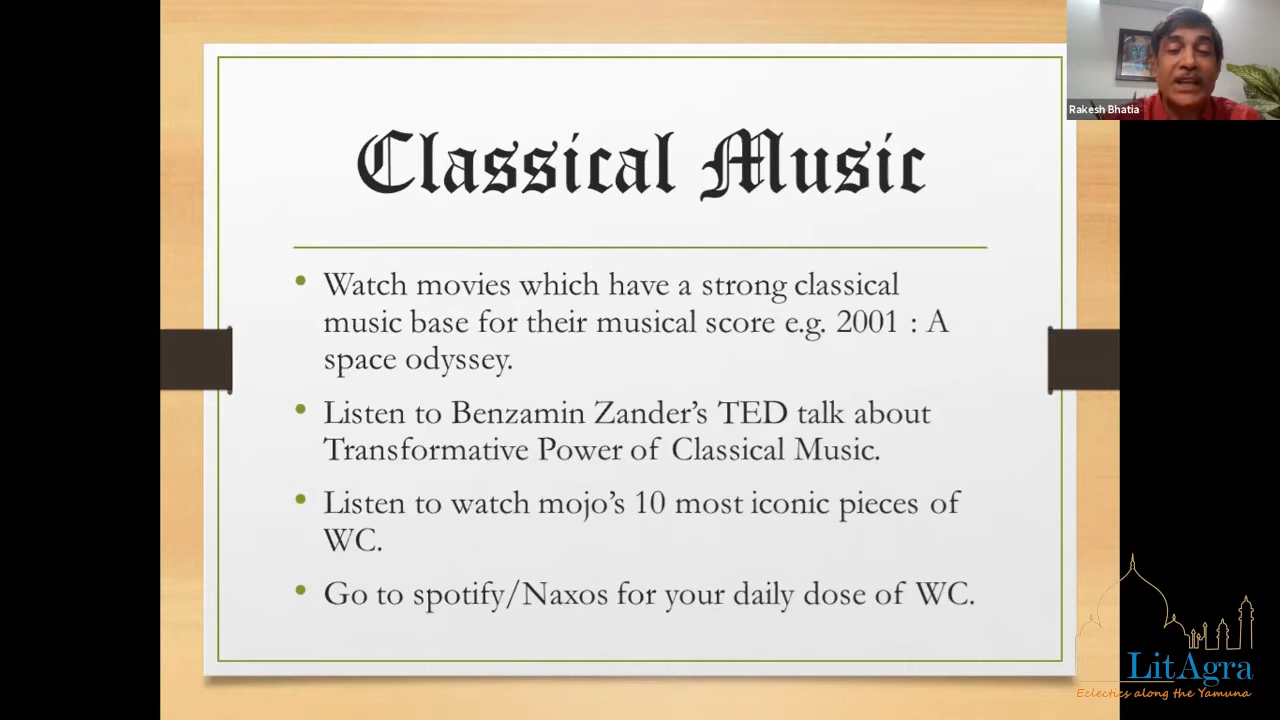 Classical Music
• Watch movies which have a strong classical
music base for their musical score e.g. 2001 : A
space odyssey.
• Listen to Benzamin Zander's TED talk about
Transformative Power of Classical Music.
• Listen to watch mojo's 10 most iconic pieces of
WC.
• Go to spotify/Naxos for your daily dose of WC.
Rakesh Bhatia
LitAgra
Eclectics along the Yamuna